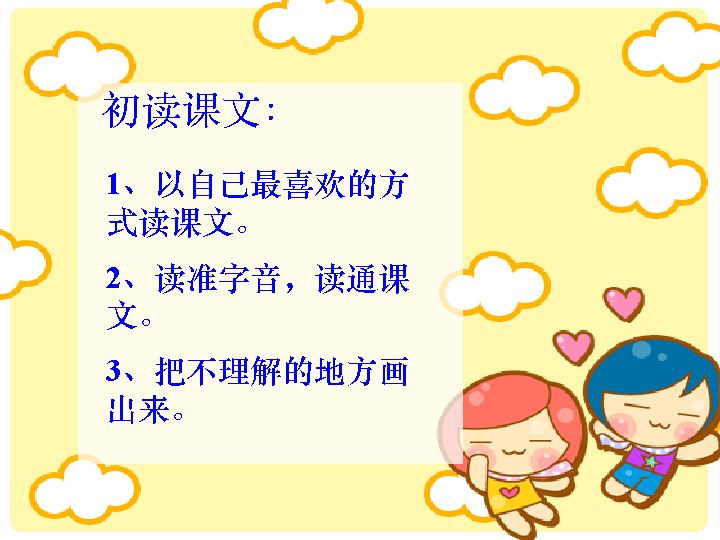 初读课文：
1、以自己最喜欢的方
式读课文。
2、读准字音，读通课
文。
3、把不理解的地方画
出来。